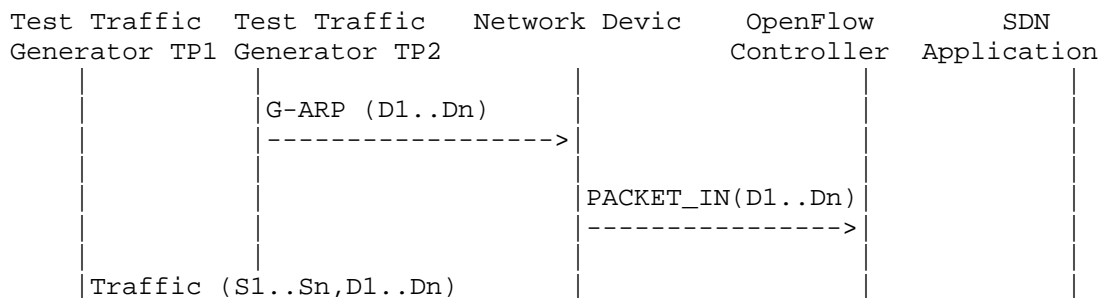 Test Traffic  Test Traffic     Network Devic    OpenFlow        SDN
Generator TP1 Generator TP2                  Controller  Application
    |          |                   |                 |            |
    |          |G-ARP (D1..Dn)     |                 |            |
    |          |------------------>|                 |            |
    |          |                   |                 |            |
    |          |                   |PACKET_IN(D1..Dn)|            |
    |          |                   |---------------->|            |
    |          |                   |                 |            |
    |Traffic (S1..Sn,D1..Dn)       |                 |            |